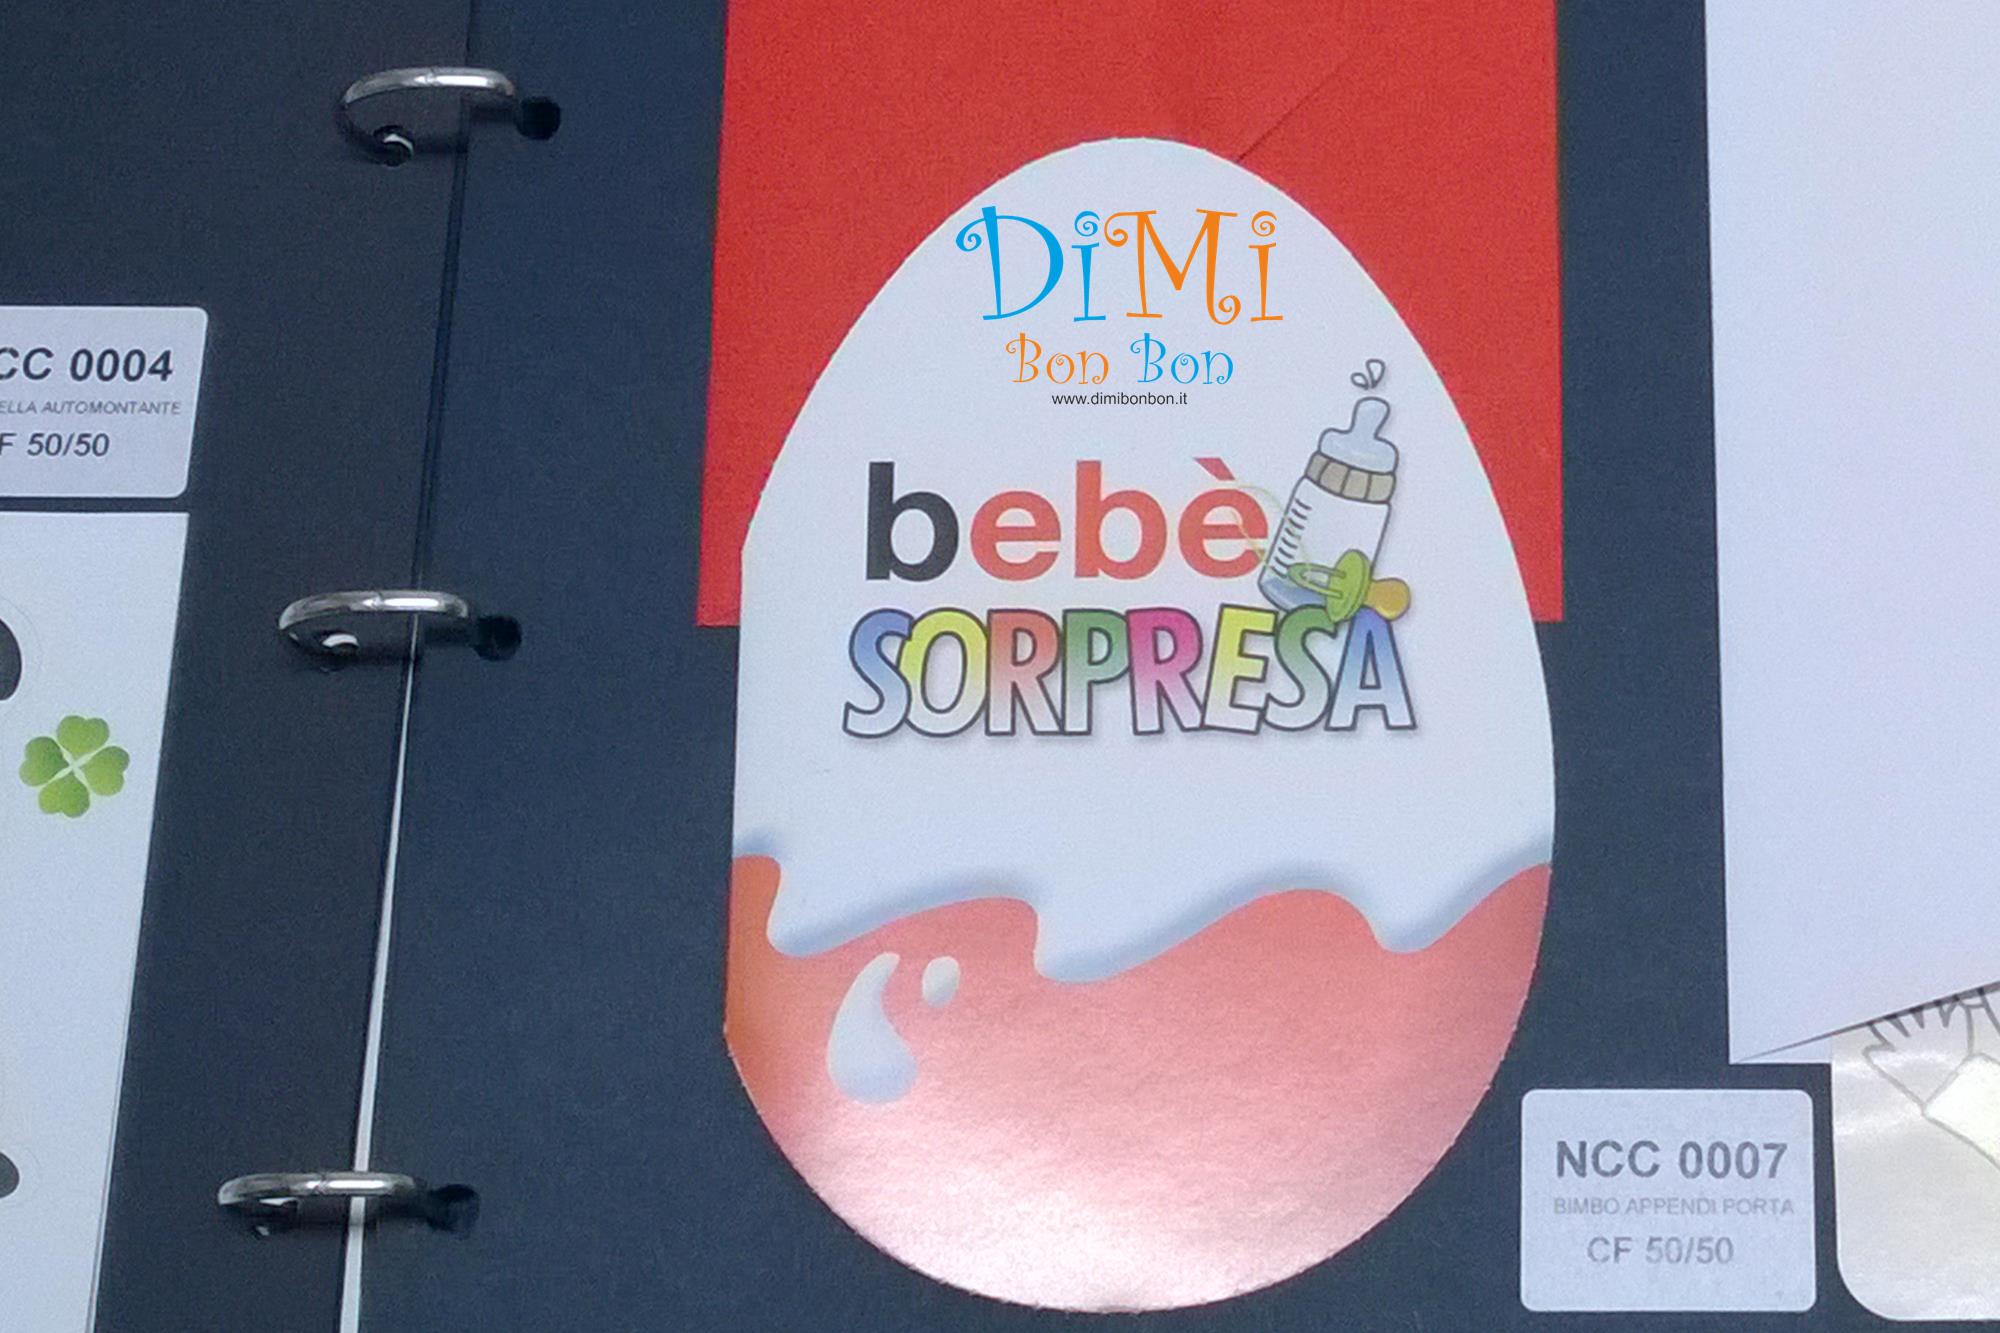 DiMi
Bon Bon
www.dimibonbon.it
bebè
SORPRESA
CC 0004
ELLA AUTOMONTANTE
F 50/50
NCC 0007
BIMBO APPENDI PORTA
CF 50/50